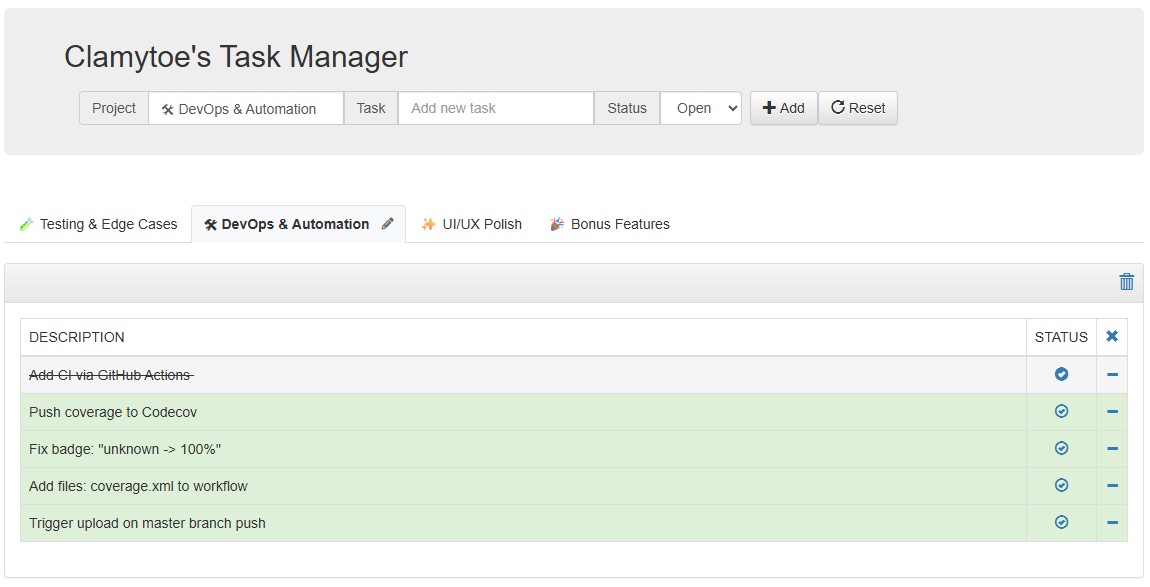 Clamytoe's Task Manager
Project 🛠 DevOps & Automation Task Add new task Status Open Add Reset
Testing & Edge Cases DevOps & Automation UI/UX Polish Bonus Features
DESCRIPTION STATUS
Add CI via GitHub Actions
Push coverage to Codecov
Fix badge: "unknown -> 100%"
Add files: coverage.xml to workflow
Trigger upload on master branch push